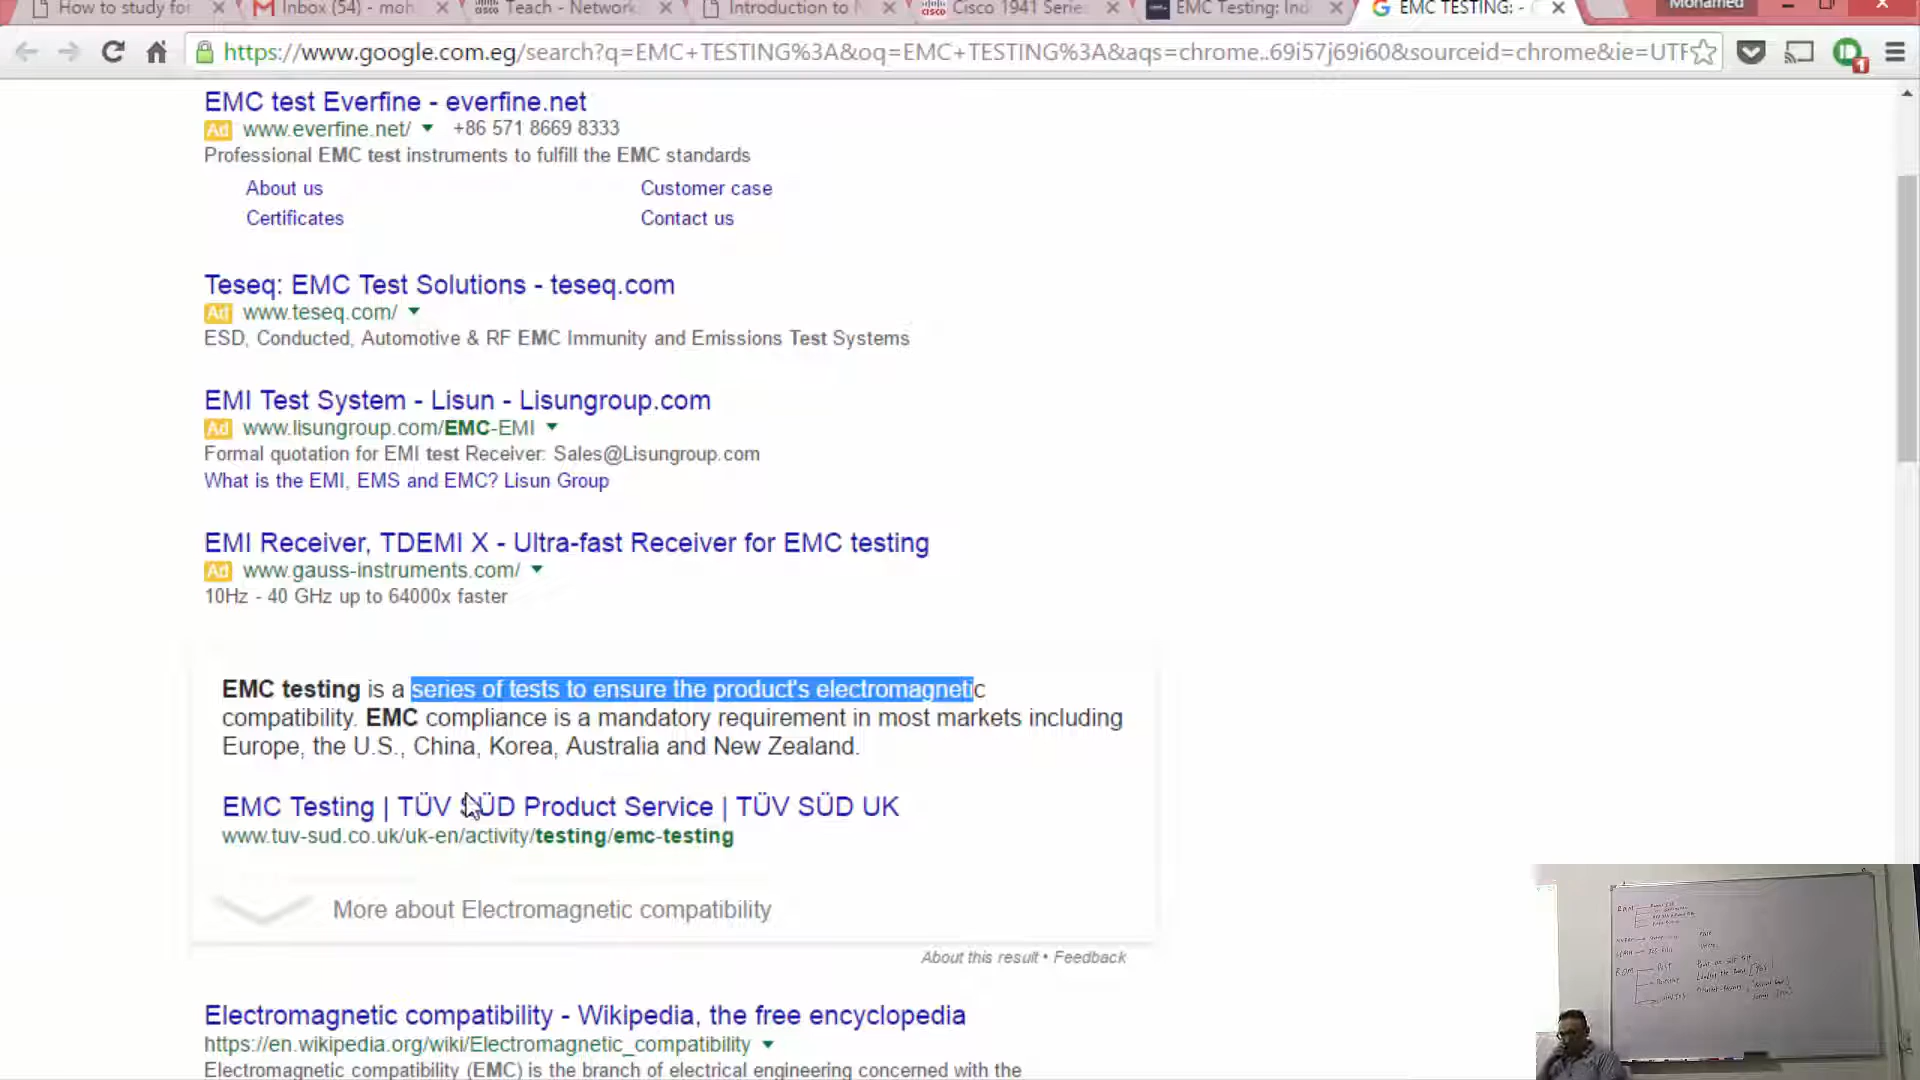 How to study for
Inbox (54) - moh
Teach - Network
Introduction to
Cisco 1941 Serie
EMC Testing: Ind
EMC TESTING: -
Mohamed
https://www.google.com.eg/search?q=EMC+TESTING%3A&oq=EMC+TESTING%3A&aqs=chrome..69i57j69i60&sourceid=chrome&ie=UTF
EMC test Everfine - everfine.net
Ad www.everfine.net/ +86 571 8669 8333
Professional EMC test instruments to fulfill the EMC standards
About us Customer case
Certificates Contact us
Teseq: EMC Test Solutions - teseq.com
Ad www.teseq.com/
ESD, Conducted, Automotive & RF EMC Immunity and Emissions Test Systems
EMI Test System - Lisun - Lisungroup.com
Ad www.lisungroup.com/EMC-EMI
Formal quotation for EMI test Receiver: Sales@Lisungroup.com
What is the EMI, EMS and EMC? Lisun Group
EMI Receiver, TDEMI X - Ultra-fast Receiver for EMC testing
Ad www.gauss-instruments.com/
10Hz - 40 GHz up to 64000x faster
EMC testing is a series of tests to ensure the product's electromagnetic
compatibility. EMC compliance is a mandatory requirement in most markets including
Europe, the U.S., China, Korea, Australia and New Zealand.
EMC Testing | TÜV SÜD Product Service | TÜV SÜD UK
www.tuv-sud.co.uk/uk-en/activity/testing/emc-testing
More about Electromagnetic compatibility
About this result • Feedback
Electromagnetic compatibility - Wikipedia, the free encyclopedia
https://en.wikipedia.org/wiki/Electromagnetic_compatibility
Electromagnetic compatibility (EMC) is the branch of electrical engineering concerned with the